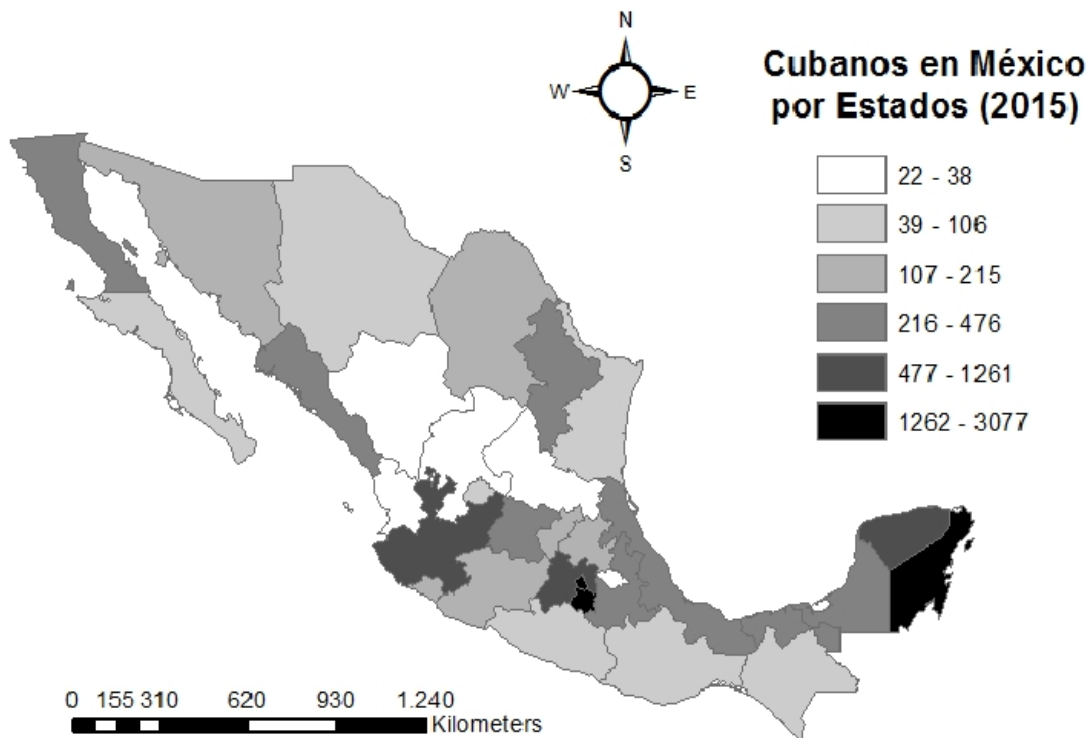 N
W E
S
Cubanos en México
por Estados (2015)
22 - 38
39 - 106
107 - 215
216 - 476
477 - 1261
1262 - 3077
0 155 310 620 930 1.240
Kilometers